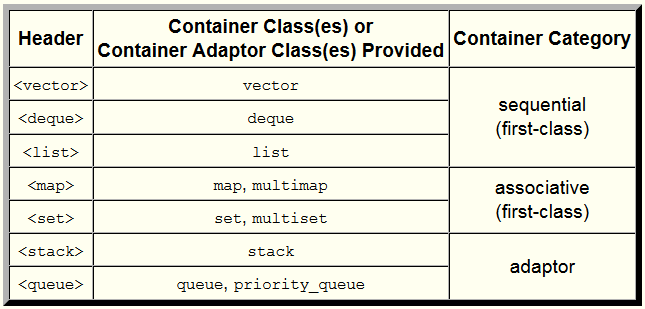 Header
Container Class(es) or
Container Adaptor Class(es) Provided
Container Category
<vector>
vector
sequential
(first-class)
<deque>
deque
<list>
list
<map>
map, multimap
associative
(first-class)
<set>
set, multiset
<stack>
stack
adaptor
<queue>
queue, priority_queue